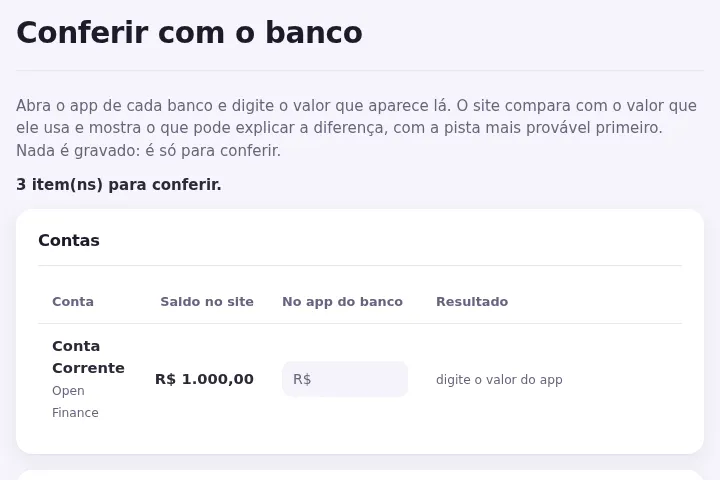 Conferir com o banco
Abra o app de cada banco e digite o valor que aparece lá. O site compara com o valor que
ele usa e mostra o que pode explicar a diferença, com a pista mais provável primeiro.
Nada é gravado: é só para conferir.
3 item(ns) para conferir.
Contas
Conta Saldo no site No app do banco Resultado
Conta
Corrente
Open
Finance
R$ 1.000,00 R$ digite o valor do app